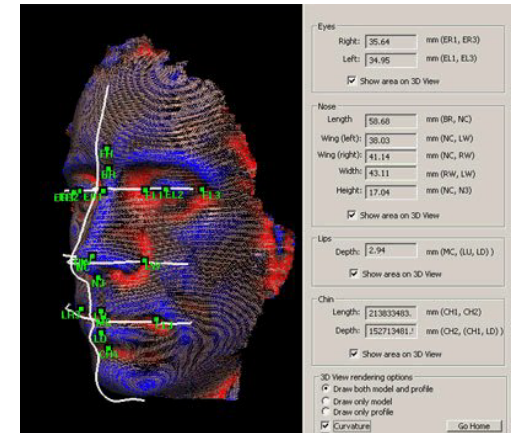 Eyes
Right: 35.64 mm (ER1, ER3)
Left: 34.95 mm (EL1, EL3)
Show area on 3D View
Nose
Length 58.68 mm (BR, NC)
Wing (left): 38.03 mm (NC, LW)
Wing (right): 41.14 mm (NC, RW)
Width: 43.11 mm (RW, LW)
Height: 17.04 mm (NC, N3)
Show area on 3D View
Lips
Depth: 2.94 mm (MC, (LU, LD) )
Show area on 3D View
Chin
Length: 213833483. mm (CH1, CH2)
Depth: 152713481. mm (CH2, (CH1, LD) )
Show area on 3D View
3D View rendering options
Draw both model and profile
Draw only model
Draw only profile
Curvature
Go Home
EL2
NC
N3
LD
CH1